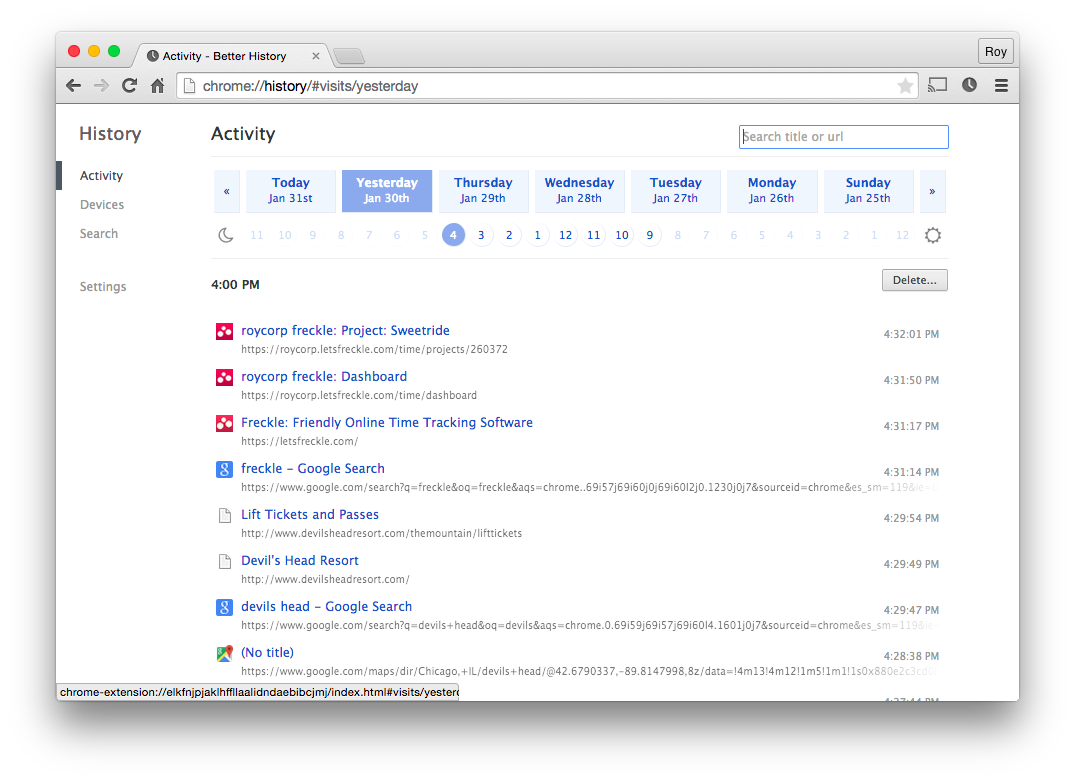 Activity - Better History
Roy
chrome://history/#visits/yesterday
History
Activity
Search title or url
Activity
Devices
Search
Settings
« Today Yesterday Thursday Wednesday Tuesday Monday Sunday »
Jan 31st Jan 30th Jan 29th Jan 28th Jan 27th Jan 26th Jan 25th
11 10 9 8 7 6 5 4 3 2 1 12 11 10 9 8 7 6 5 4 3 2 1 12
4:00 PM
Delete...
roycorp freckle: Project: Sweetride
4:32:01 PM
https://roycorp.letsfreckle.com/time/projects/260372
roycorp freckle: Dashboard
4:31:50 PM
https://roycorp.letsfreckle.com/time/dashboard
Freckle: Friendly Online Time Tracking Software
4:31:17 PM
https://letsfreckle.com/
freckle – Google Search
4:31:14 PM
https://www.google.com/search?q=freckle&oq=freckle&aqs=chrome..69i57j69i60j0j69i60l2j0.1230j0j7&sourceid=chrome&es_sm=119&ie=
Lift Tickets and Passes
4:29:54 PM
http://www.devilsheadresort.com/themountain/lifttickets
Devil's Head Resort
4:29:49 PM
http://www.devilsheadresort.com/
devils head – Google Search
4:29:47 PM
https://www.google.com/search?q=devils+head&oq=devils&aqs=chrome.0.69i59j69i57j69i60l4.1601j0j7&sourceid=chrome&es_sm=119&ie=
(No title)
4:28:38 PM
https://www.google.com/maps/dir/Chicago,+IL/devils+head/@42.6790337,-89.8147998,8z/data=!4m13!4m12!1m5!1m1!1s0x880e2c3cd
chrome-extension://elkfnjpjaklhffllaalidndaebibcjmj/index.html#visits/yester